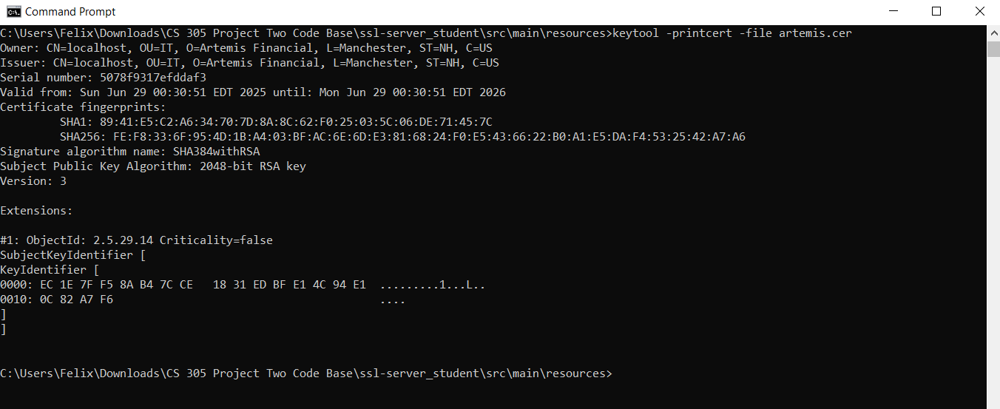 Command Prompt
C:\Users\Felix\Downloads\CS 305 Project Two Code Base\ssl-server_student\src\main\resources>keytool -printcert -file artemis.cer
Owner: CN=localhost, OU=IT, O=Artemis Financial, L=Manchester, ST=NH, C=US
Issuer: CN=localhost, OU=IT, O=Artemis Financial, L=Manchester, ST=NH, C=US
Serial number: 5078f9317efddaf3
Valid from: Sun Jun 29 00:30:51 EDT 2025 until: Mon Jun 29 00:30:51 EDT 2026
Certificate fingerprints:
         SHA1: 89:41:E5:C2:A6:34:70:7D:8A:8C:62:F0:25:03:5C:06:DE:71:45:7C
         SHA256: FE:F8:33:6F:95:4D:1B:A4:03:BF:AC:6E:6D:E3:81:68:24:F0:E5:43:66:22:B0:A1:E5:DA:F4:53:25:42:A7:A6
Signature algorithm name: SHA384withRSA
Subject Public Key Algorithm: 2048-bit RSA key
Version: 3
Extensions:
#1: ObjectId: 2.5.29.14 Criticality=false
SubjectKeyIdentifier [
KeyIdentifier [
0000: EC 1E 7F F5 8A B4 7C CE   18 31 ED BF E1 4C 94 E1  .........1...L..
0010: 0C 82 A7 F6                                        ....
]
]
C:\Users\Felix\Downloads\CS 305 Project Two Code Base\ssl-server_student\src\main\resources>